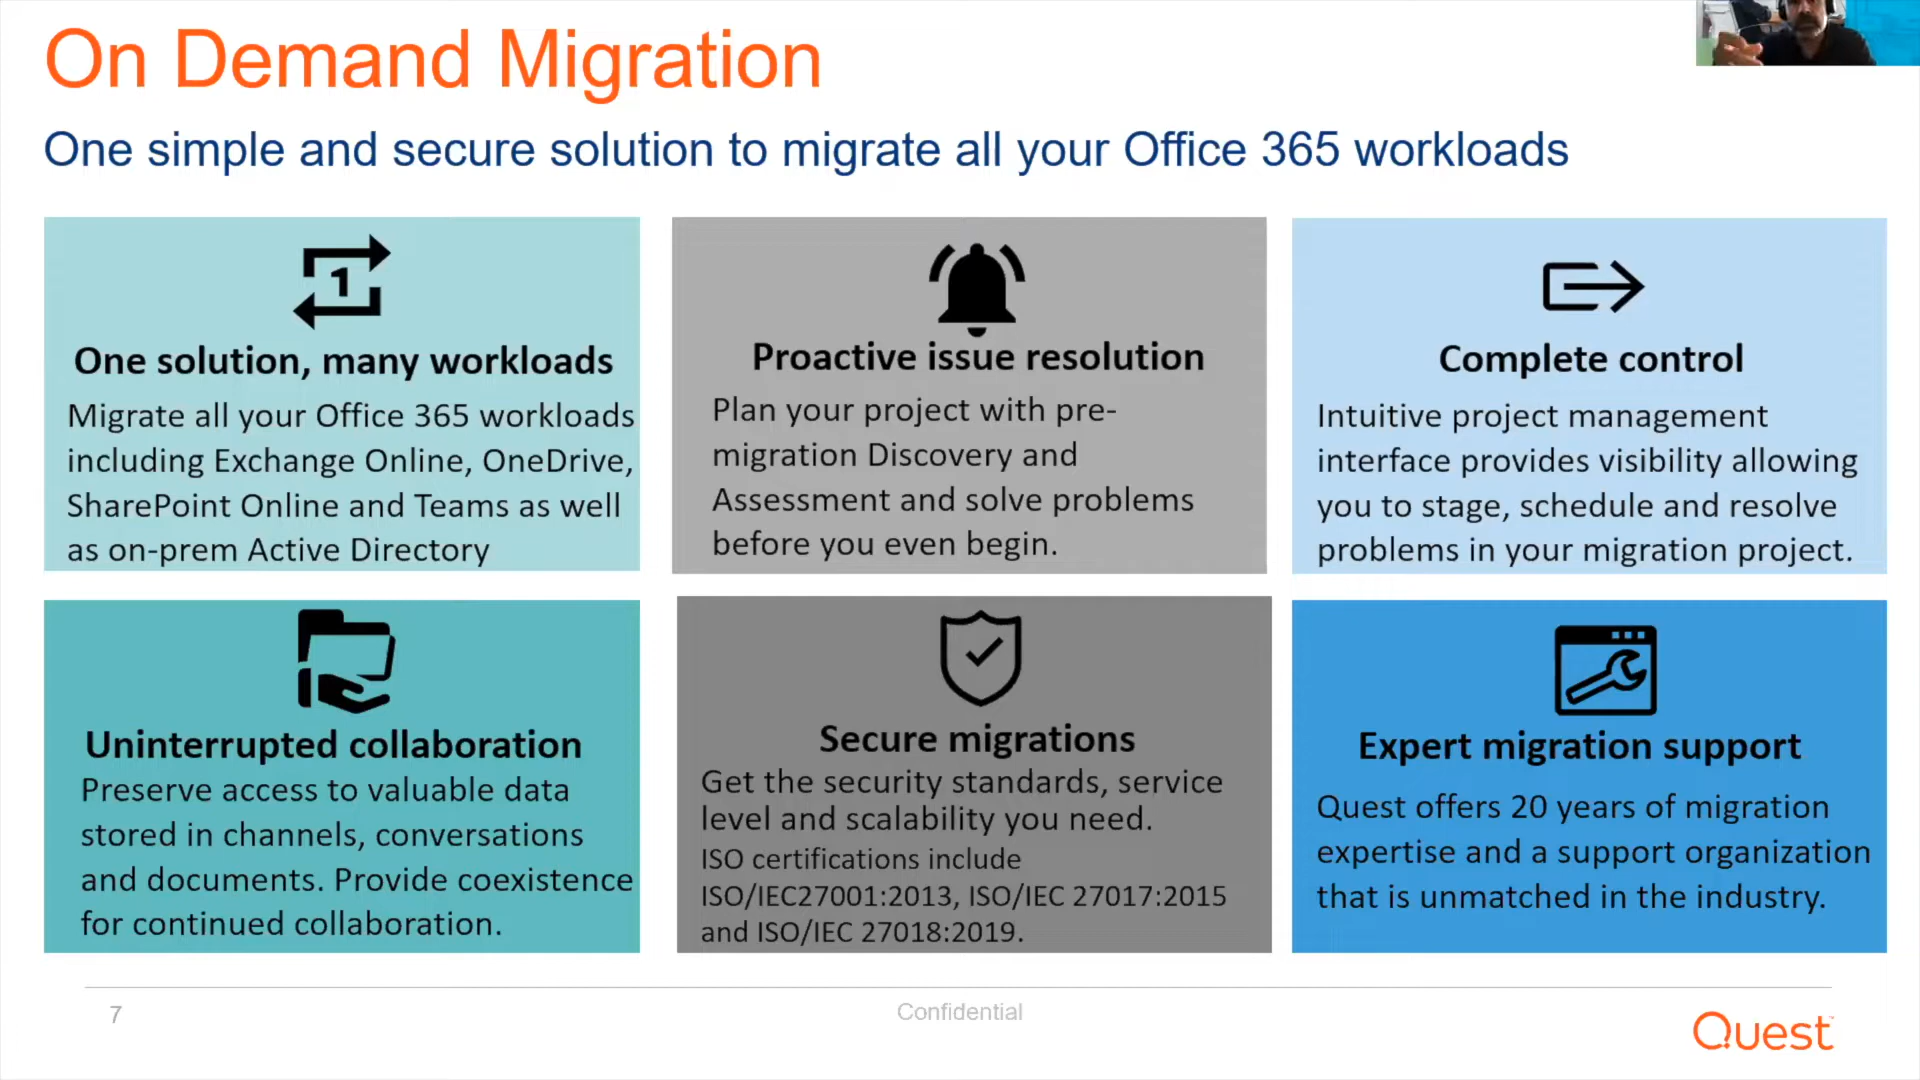 On Demand Migration
One simple and secure solution to migrate all your Office 365 workloads
1
One solution, many workloads
Migrate all your Office 365 workloads
including Exchange Online, OneDrive,
SharePoint Online and Teams as well
as on-prem Active Directory
Proactive issue resolution
Plan your project with pre-
migration Discovery and
Assessment and solve problems
before you even begin.
Complete control
Intuitive project management
interface provides visibility allowing
you to stage, schedule and resolve
problems in your migration project.
Uninterrupted collaboration
Preserve access to valuable data
stored in channels, conversations
and documents. Provide coexistence
for continued collaboration.
Secure migrations
Get the security standards, service
level and scalability you need.
ISO certifications include
ISO/IEC27001:2013, ISO/IEC 27017:2015
and ISO/IEC 27018:2019.
Expert migration support
Quest offers 20 years of migration
expertise and a support organization
that is unmatched in the industry.
7
Confidential
Quest